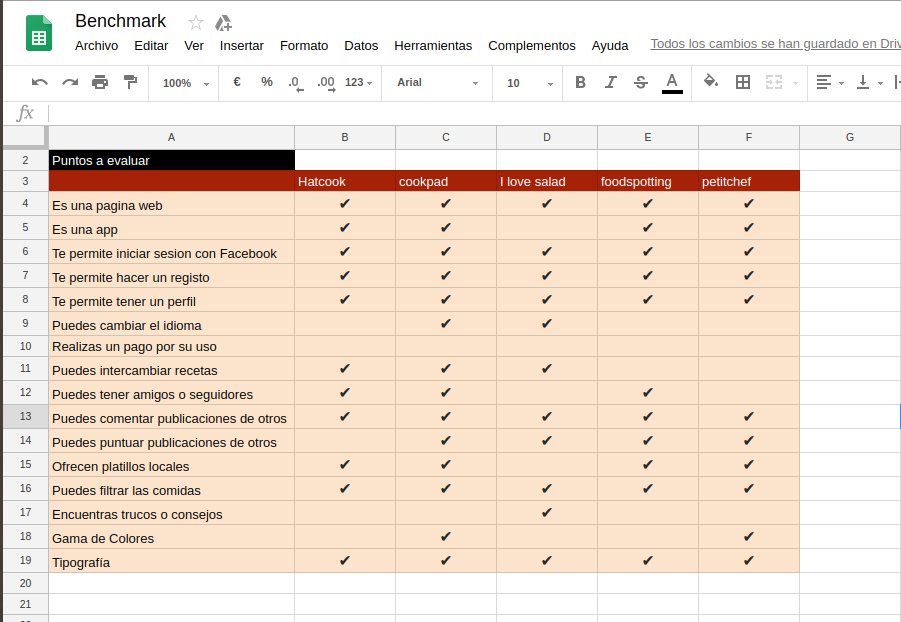 Benchmark
Archivo Editar Ver Insertar Formato Datos Herramientas Complementos Ayuda Todos los cambios se han guardado en Driv
100% € % .0 .00 123 Arial 10 B I S A
fx
A B C D E F G
2 Puntos a evaluar
3 Hatcook cookpad I love salad foodspotting petitchef
4 Es una pagina web ✔ ✔ ✔ ✔ ✔
5 Es una app ✔ ✔ ✔ ✔
6 Te permite iniciar sesion con Facebook ✔ ✔ ✔ ✔ ✔
7 Te permite hacer un registo ✔ ✔ ✔ ✔ ✔
8 Te permite tener un perfil ✔ ✔ ✔ ✔ ✔
9 Puedes cambiar el idioma ✔ ✔
10 Realizas un pago por su uso
11 Puedes intercambiar recetas ✔ ✔ ✔
12 Puedes tener amigos o seguidores ✔ ✔ ✔
13 Puedes comentar publicaciones de otros ✔ ✔ ✔ ✔ ✔
14 Puedes puntuar publicaciones de otros ✔ ✔ ✔ ✔
15 Ofrecen platillos locales ✔ ✔ ✔ ✔
16 Puedes filtrar las comidas ✔ ✔ ✔ ✔ ✔
17 Encuentras trucos o consejos ✔
18 Gama de Colores ✔ ✔
19 Tipografía ✔ ✔ ✔ ✔ ✔
20
21